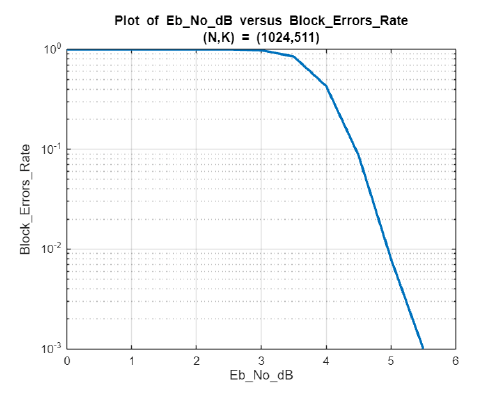 Plot of Eb_No_dB versus Block_Errors_Rate
(N,K) = (1024,511)
10^0
10^-1
10^-2
10^-3
Block_Errors_Rate
0 1 2 3 4 5 6
Eb_No_dB